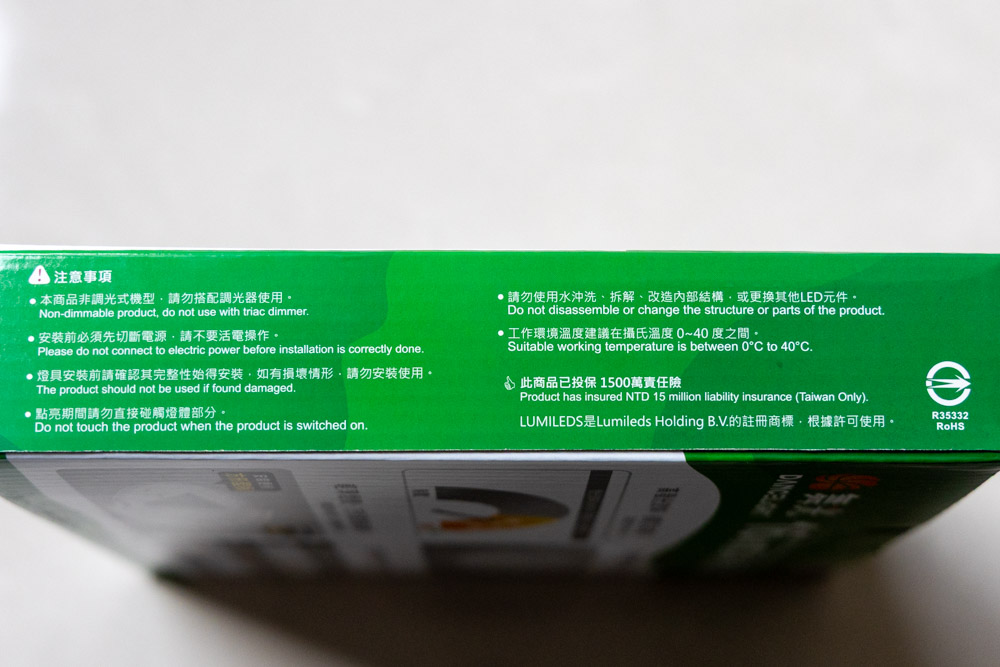 注意事項
• 本商品非調光式機型，請勿搭配調光器使用。
Non-dimmable product, do not use with triac dimmer.
• 安裝前必須先切斷電源，請不要活電操作。
Please do not connect to electric power before installation is correctly done.
• 燈具安裝前請確認其完整性始得安裝，如有損壞情形，請勿安裝使用。
The product should not be used if found damaged.
• 點亮期間請勿直接碰觸燈體部分。
Do not touch the product when the product is switched on.
• 請勿使用水沖洗、拆解、改造內部結構，或更換其他LED元件。
Do not disassemble or change the structure or parts of the product.
• 工作環境溫度建議在攝氏溫度 0~40 度之間。
Suitable working temperature is between 0°C to 40°C.
此商品已投保 1500萬責任險
Product has insured NTD 15 million liability insurance (Taiwan Only).
LUMILEDS是Lumileds Holding B.V.的註冊商標，根據許可使用。
R35332
RoHS